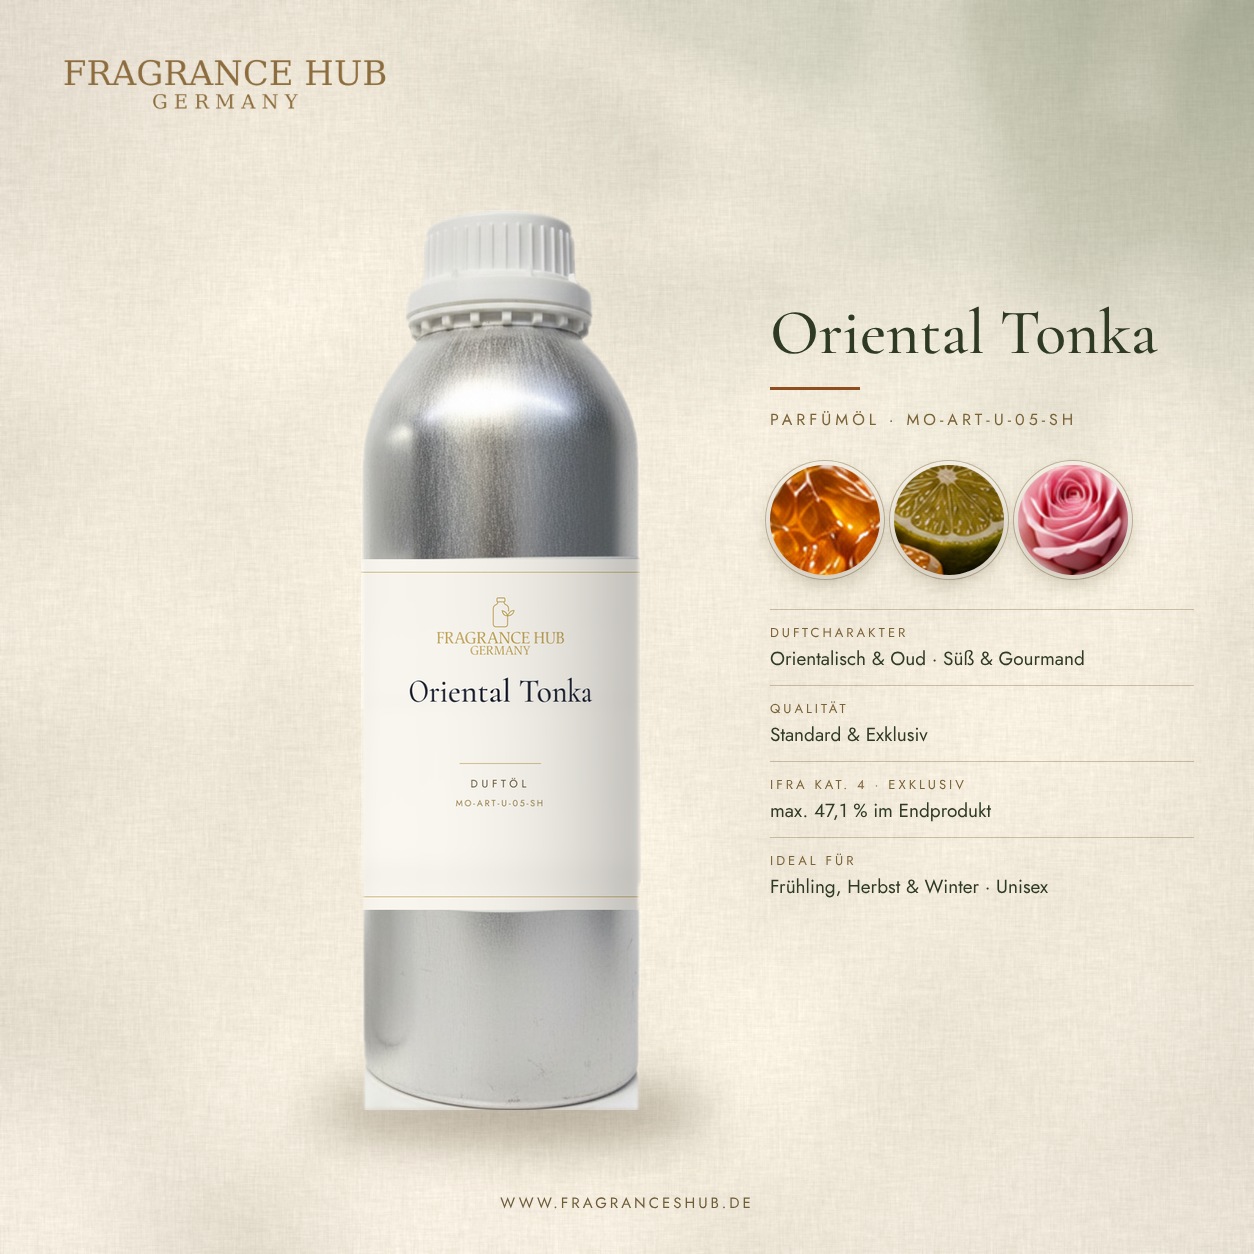 FRAGRANCE HUB
GERMANY
Oriental Tonka
PARFÜMÖL · MO-ART-U-05-SH
DUFTCHARAKTER
Orientalisch & Oud · Süß & Gourmand
QUALITÄT
Standard & Exklusiv
IFRA KAT. 4 · EXKLUSIV
max. 47,1 % im Endprodukt
IDEAL FÜR
Frühling, Herbst & Winter · Unisex
FRAGRANCE HUB
GERMANY
Oriental Tonka
DUFTÖL
MO-ART-U-05-SH
WWW.FRAGRANCESHUB.DE